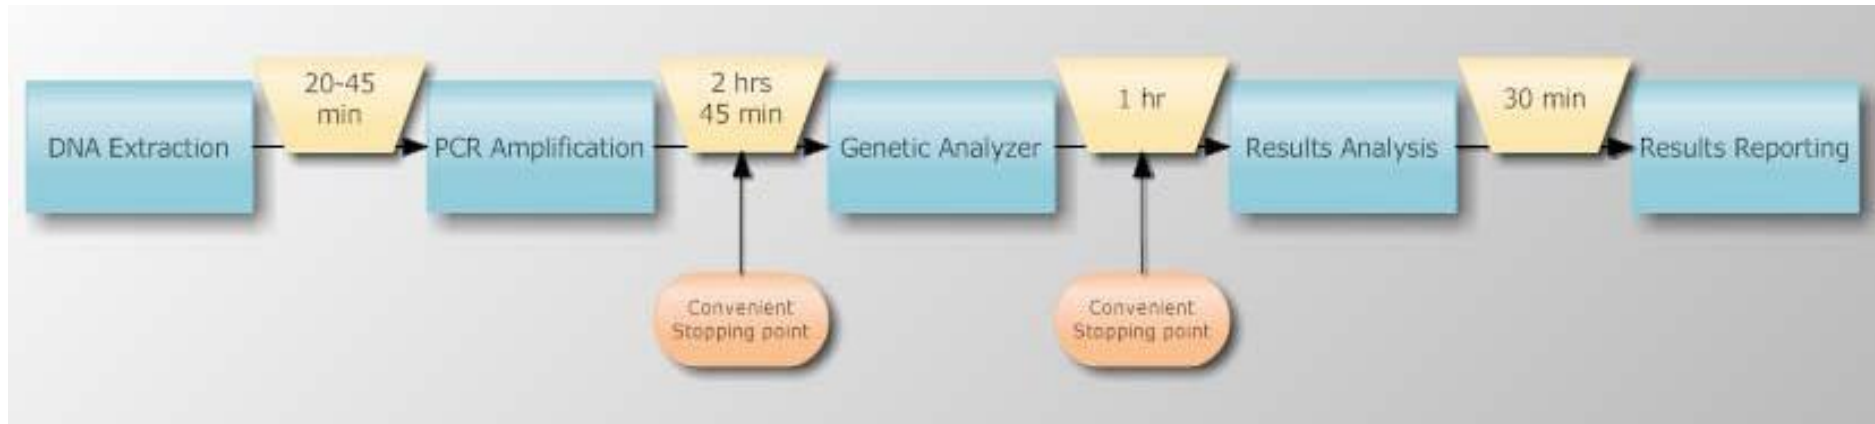 DNA Extraction
20-45
min
PCR Amplification
2 hrs
45 min
Genetic Analyzer
1 hr
Results Analysis
30 min
Results Reporting
Convenient
Stopping point
Convenient
Stopping point